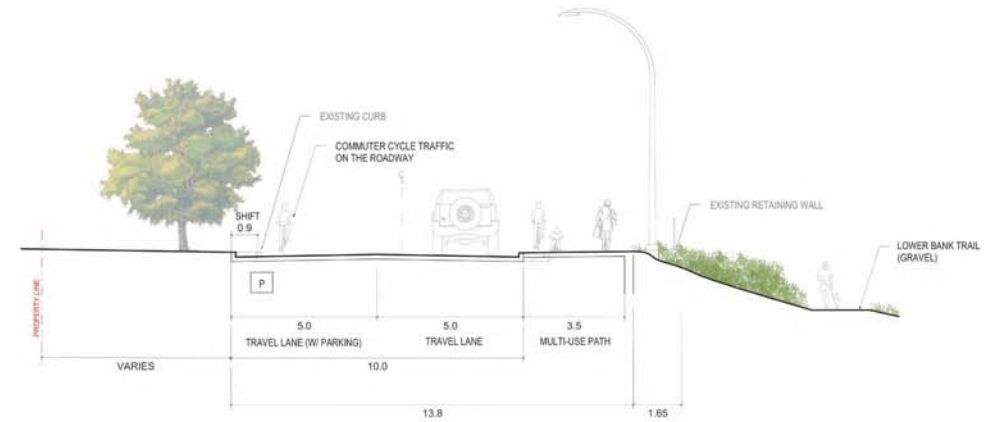 EXISTING CURB
COMMUTER CYCLE TRAFFIC
ON THE ROADWAY
SHIFT
0.9
EXISTING RETAINING WALL
LOWER BANK TRAIL
(GRAVEL)
P
PROPERTY LINE
5.0
5.0
3.5
TRAVEL LANE (W/ PARKING)
TRAVEL LANE
MULTI-USE PATH
VARIES
10.0
13.8
1.65